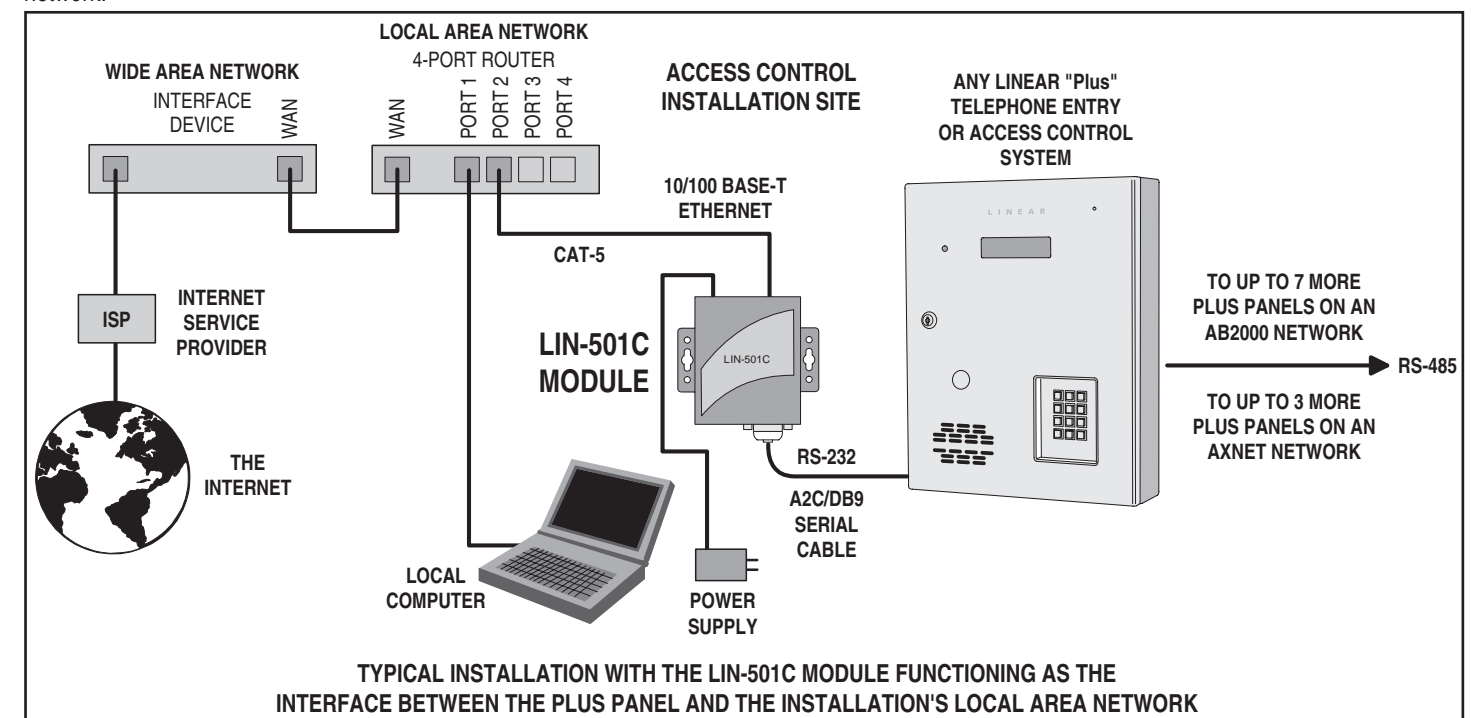 network.
LOCAL AREA NETWORK
4-PORT ROUTER
WIDE AREA NETWORK
INTERFACE
DEVICE
WAN
WAN
PORT 1
PORT 2
PORT 3
PORT 4
ACCESS CONTROL
INSTALLATION SITE
ANY LINEAR "Plus"
TELEPHONE ENTRY
OR ACCESS CONTROL
SYSTEM
10/100 BASE-T
ETHERNET
CAT-5
LINEAR
ISP
INTERNET
SERVICE
PROVIDER
LIN-501C
MODULE
LIN-501C
TO UP TO 7 MORE
PLUS PANELS ON AN
AB2000 NETWORK
RS-485
TO UP TO 3 MORE
PLUS PANELS ON AN
AXNET NETWORK
THE
INTERNET
RS-232
A2C/DB9
SERIAL
CABLE
LOCAL
COMPUTER
POWER
SUPPLY
TYPICAL INSTALLATION WITH THE LIN-501C MODULE FUNCTIONING AS THE
INTERFACE BETWEEN THE PLUS PANEL AND THE INSTALLATION'S LOCAL AREA NETWORK